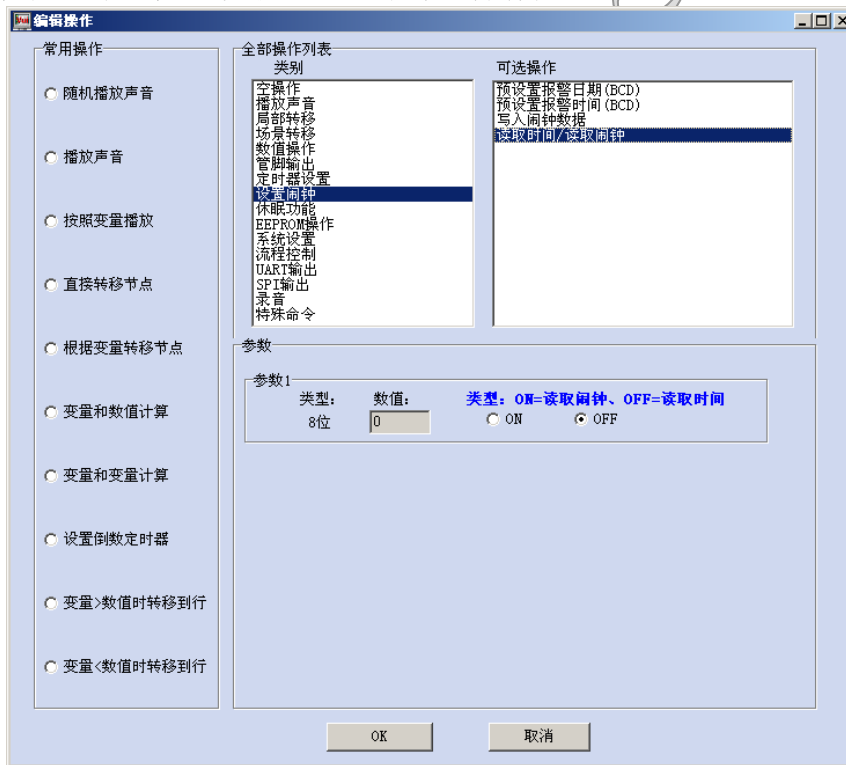 编辑操作
常用操作
随机播放声音
播放声音
按照变量播放
直接转移节点
根据变量转移节点
变量和数值计算
变量和变量计算
设置倒数定时器
变量>数值时转移到行
变量<数值时转移到行
全部操作列表
类别
空操作
播放声音
局部转移
场景转移
数值操作
管脚输出
定时器设置
设置闹钟
休眠功能
EEPROM操作
系统设置
流程控制
UART输出
SPI输出
录音
特殊命令
可选操作
预设置报警日期(BCD)
预设置报警时间(BCD)
写入闹钟数据
读取时间/读取闹钟
参数
参数1
类型: 数值: 类型: ON=读取闹钟、OFF=读取时间
8位 0 ON OFF
OK 取消